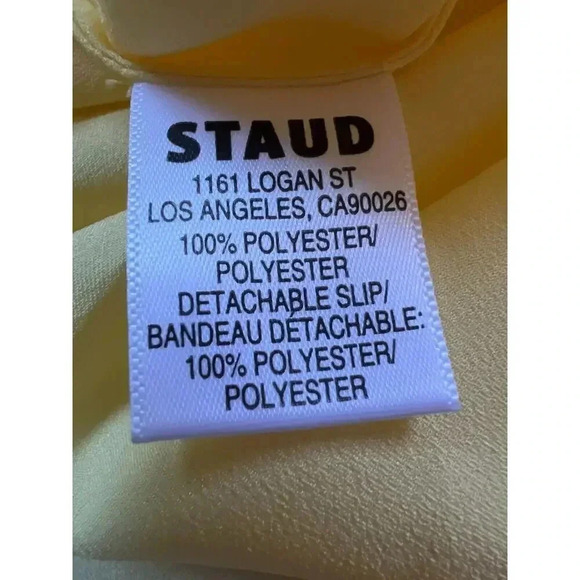 STAUD
1161 LOGAN ST
LOS ANGELES, CA90026
100% POLYESTER/
POLYESTER
DETACHABLE SLIP/
BANDEAU DÉTACHABLE:
100% POLYESTER/
POLYESTER